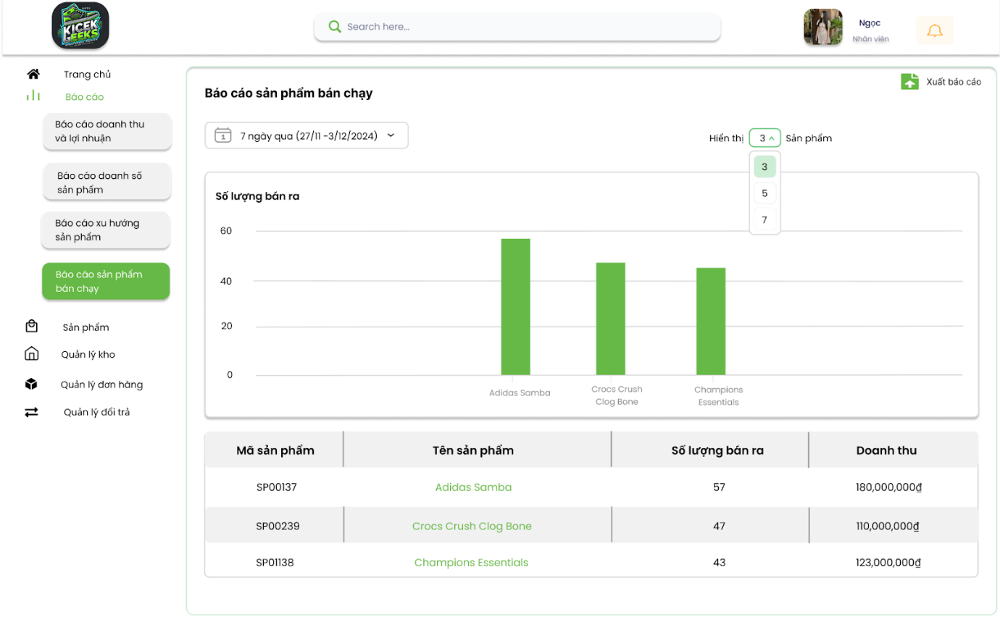 KICEK
EEKS
Search here...
Ngọc
Nhân viên
Trang chủ
Báo cáo
Báo cáo doanh thu
và lợi nhuận
Báo cáo doanh số
sản phẩm
Báo cáo xu hướng
sản phẩm
Báo cáo sản phẩm
bán chạy
Sản phẩm
Quản lý kho
Quản lý đơn hàng
Quản lý đổi trả
Xuất báo cáo
Báo cáo sản phẩm bán chạy
1 7 ngày qua (27/11 -3/12/2024)
Hiển thị 3 Sản phẩm
3
5
7
Số lượng bán ra
60
40
20
0
Adidas Samba
Crocs Crush
Clog Bone
Champions
Essentials
Mã sản phẩm Tên sản phẩm Số lượng bán ra Doanh thu
SP00137 Adidas Samba 57 180,000,000₫
SP00239 Crocs Crush Clog Bone 47 110,000,000₫
SP01138 Champions Essentials 43 123,000,000₫